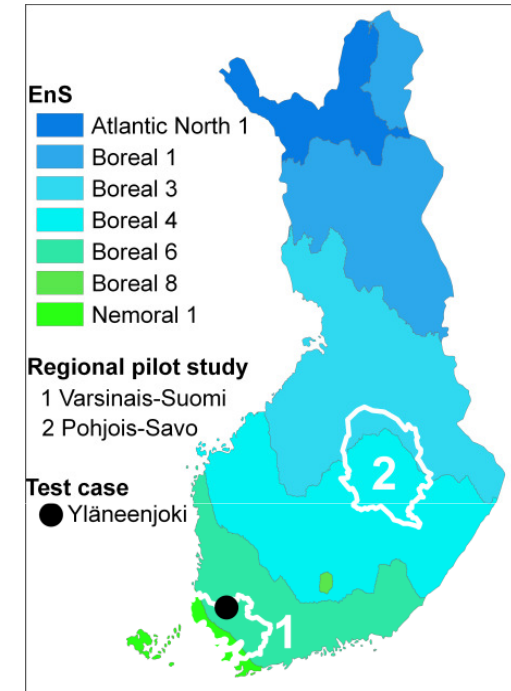 EnS
Atlantic North 1
Boreal 1
Boreal 3
Boreal 4
Boreal 6
Boreal 8
Nemoral 1
Regional pilot study
1 Varsinais-Suomi
2 Pohjois-Savo
Test case
Yläneenjoki
2
1